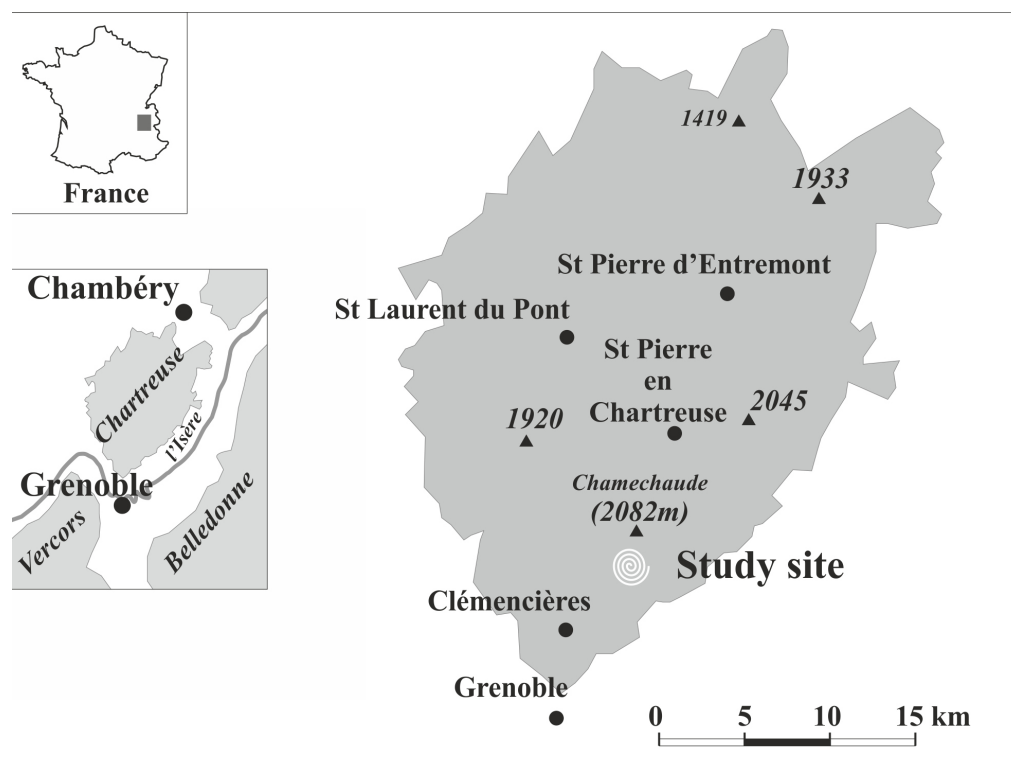 France
Chambéry
Chartreuse
l'Isère
Grenoble
Vercors
Belledonne
1419
1933
St Pierre d'Entremont
St Laurent du Pont
St Pierre
en
Chartreuse
2045
1920
Chamechaude
(2082m)
Study site
Clémencières
Grenoble
0 5 10 15 km